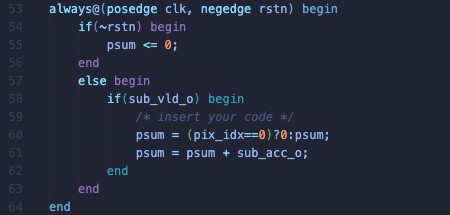 53 always@(posedge clk, negedge rstn) begin
54 if(~rstn) begin
55 psum <= 0;
56 end
57 else begin
58 if(sub_vld_o) begin
59 /* insert your code */
60 psum = (pix_idx==0)?0:psum;
61 psum = psum + sub_acc_o;
62 end
63 end
64 end